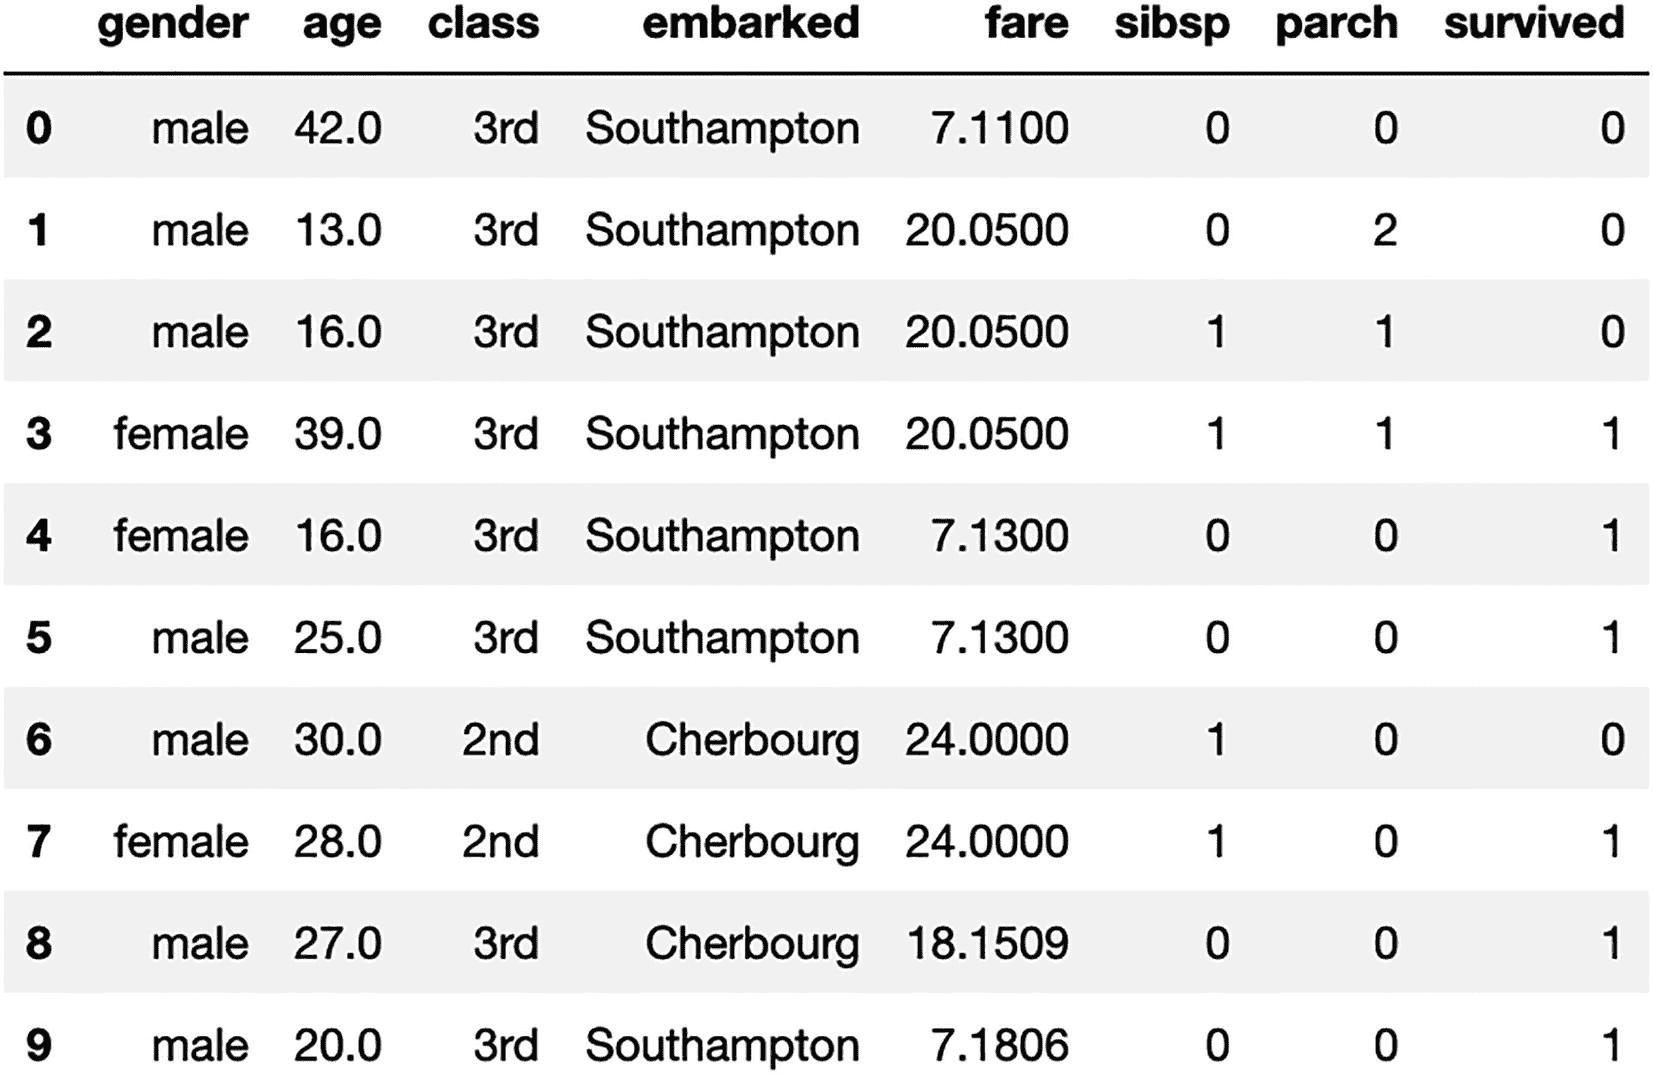 gender age class embarked fare sibsp parch survived
0 male 42.0 3rd Southampton 7.1100 0 0 0
1 male 13.0 3rd Southampton 20.0500 0 2 0
2 male 16.0 3rd Southampton 20.0500 1 1 0
3 female 39.0 3rd Southampton 20.0500 1 1 1
4 female 16.0 3rd Southampton 7.1300 0 0 1
5 male 25.0 3rd Southampton 7.1300 0 0 1
6 male 30.0 2nd Cherbourg 24.0000 1 0 0
7 female 28.0 2nd Cherbourg 24.0000 1 0 1
8 male 27.0 3rd Cherbourg 18.1509 0 0 1
9 male 20.0 3rd Southampton 7.1806 0 0 1